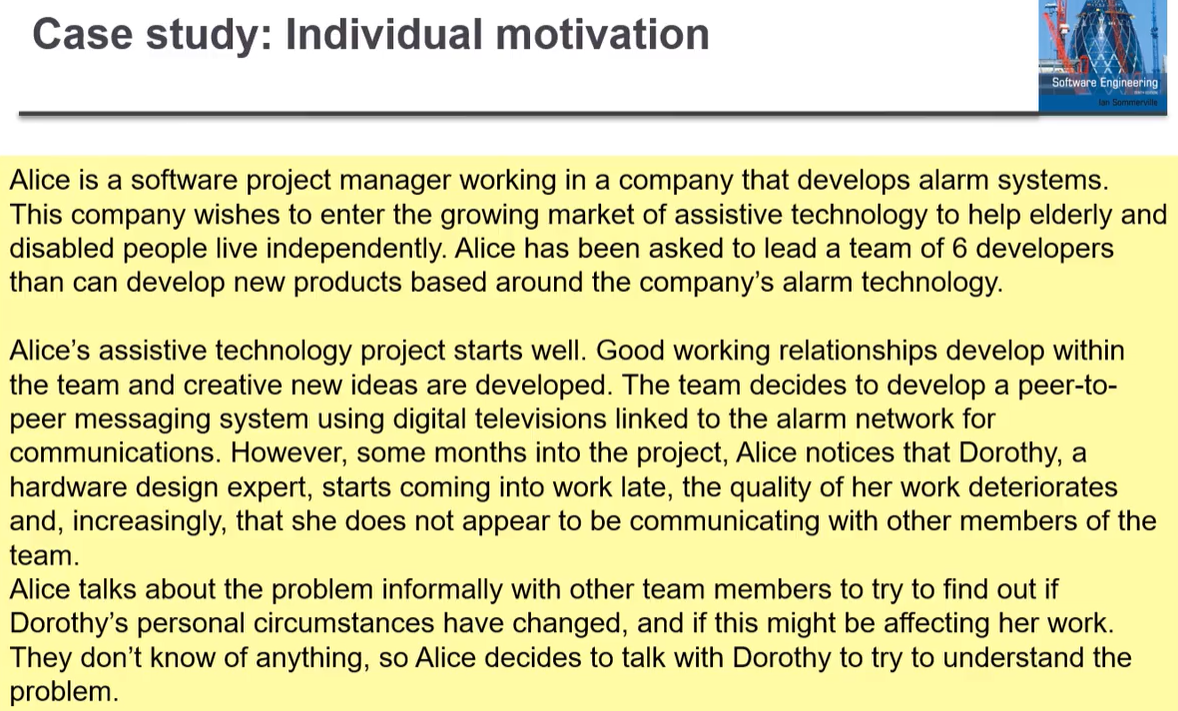 Case study: Individual motivation
Software Engineering
Ian Sommerville
Alice is a software project manager working in a company that develops alarm systems.
This company wishes to enter the growing market of assistive technology to help elderly and
disabled people live independently. Alice has been asked to lead a team of 6 developers
than can develop new products based around the company’s alarm technology.
Alice’s assistive technology project starts well. Good working relationships develop within
the team and creative new ideas are developed. The team decides to develop a peer-to-
peer messaging system using digital televisions linked to the alarm network for
communications. However, some months into the project, Alice notices that Dorothy, a
hardware design expert, starts coming into work late, the quality of her work deteriorates
and, increasingly, that she does not appear to be communicating with other members of the
team.
Alice talks about the problem informally with other team members to try to find out if
Dorothy’s personal circumstances have changed, and if this might be affecting her work.
They don’t know of anything, so Alice decides to talk with Dorothy to try to understand the
problem.